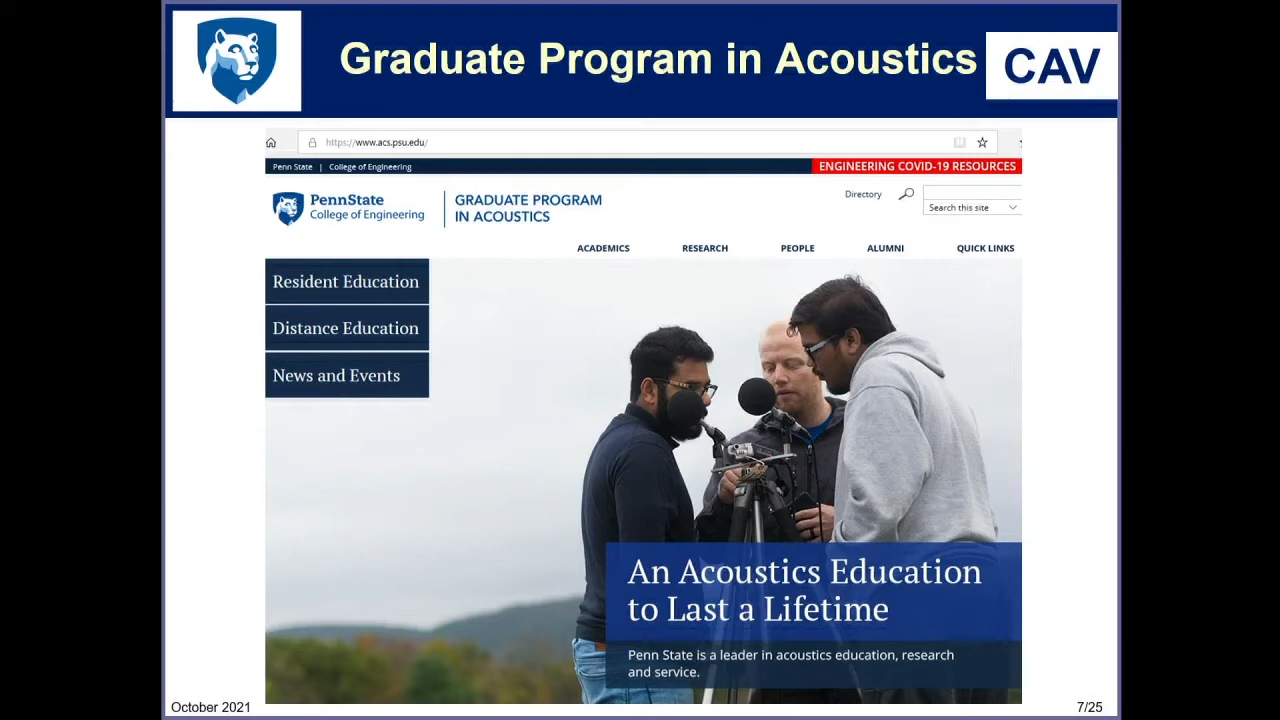 Graduate Program in Acoustics
CAV
https://www.acs.psu.edu/
Penn State | College of Engineering
ENGINEERING COVID-19 RESOURCES
PennState
College of Engineering
GRADUATE PROGRAM
IN ACOUSTICS
Directory
Search this site
ACADEMICS RESEARCH PEOPLE ALUMNI QUICK LINKS
Resident Education
Distance Education
News and Events
An Acoustics Education
to Last a Lifetime
Penn State is a leader in acoustics education, research
and service.
October 2021
7/25